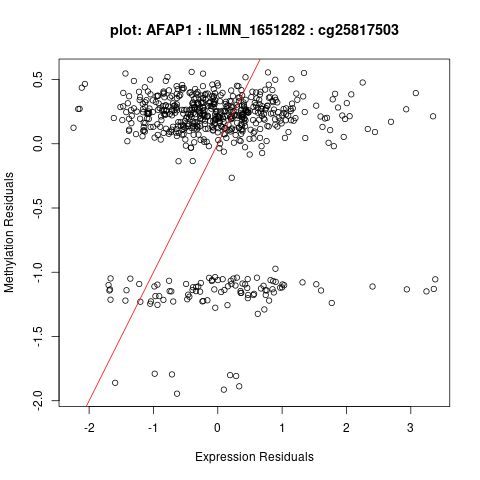 plot: AFAP1 : ILMN_1651282 : cg25817503
Methylation Residuals
0.5
0.0
-0.5
-1.0
-1.5
-2.0
-2 -1 0 1 2 3
Expression Residuals